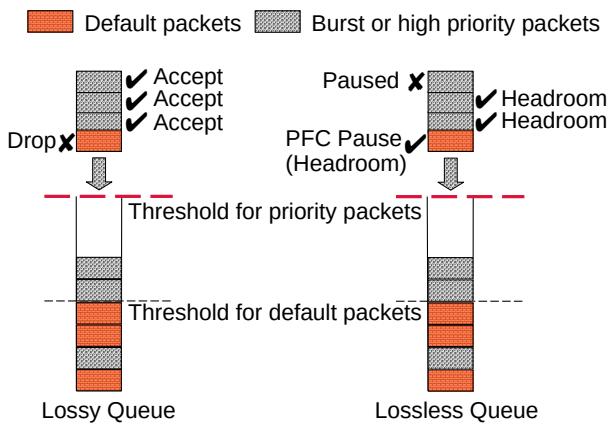 Default packets
Burst or high priority packets
Accept
Accept
Accept
Drop
Paused
Headroom
Headroom
PFC Pause
(Headroom)
Threshold for priority packets
Threshold for default packets
Lossy Queue
Lossless Queue